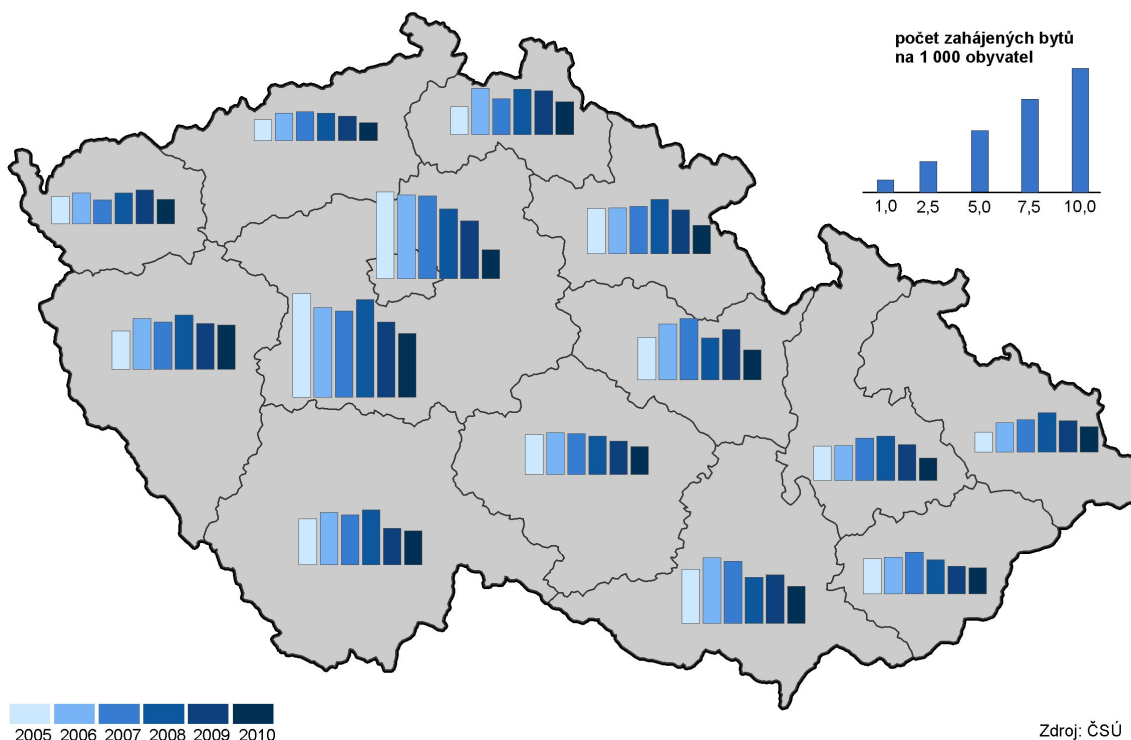 počet zahájených bytů
na 1 000 obyvatel
1,0 2,5 5,0 7,5 10,0
2005 2006 2007 2008 2009 2010
Zdroj: ČSÚ